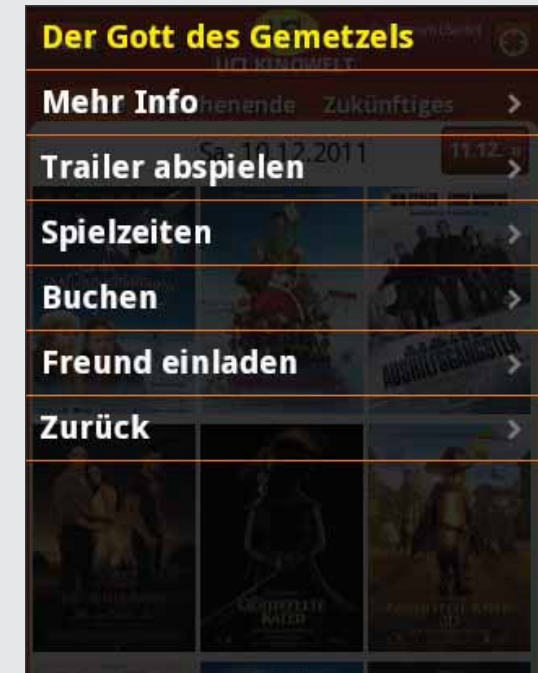 Der Gott des Gemetzels
UCI KINOWELT
Mehr Info
henende Zukünftiges
Sa. 10.12.2011
11.12. »
Trailer abspielen
Spielzeiten
Buchen
Freund einladen
Zurück